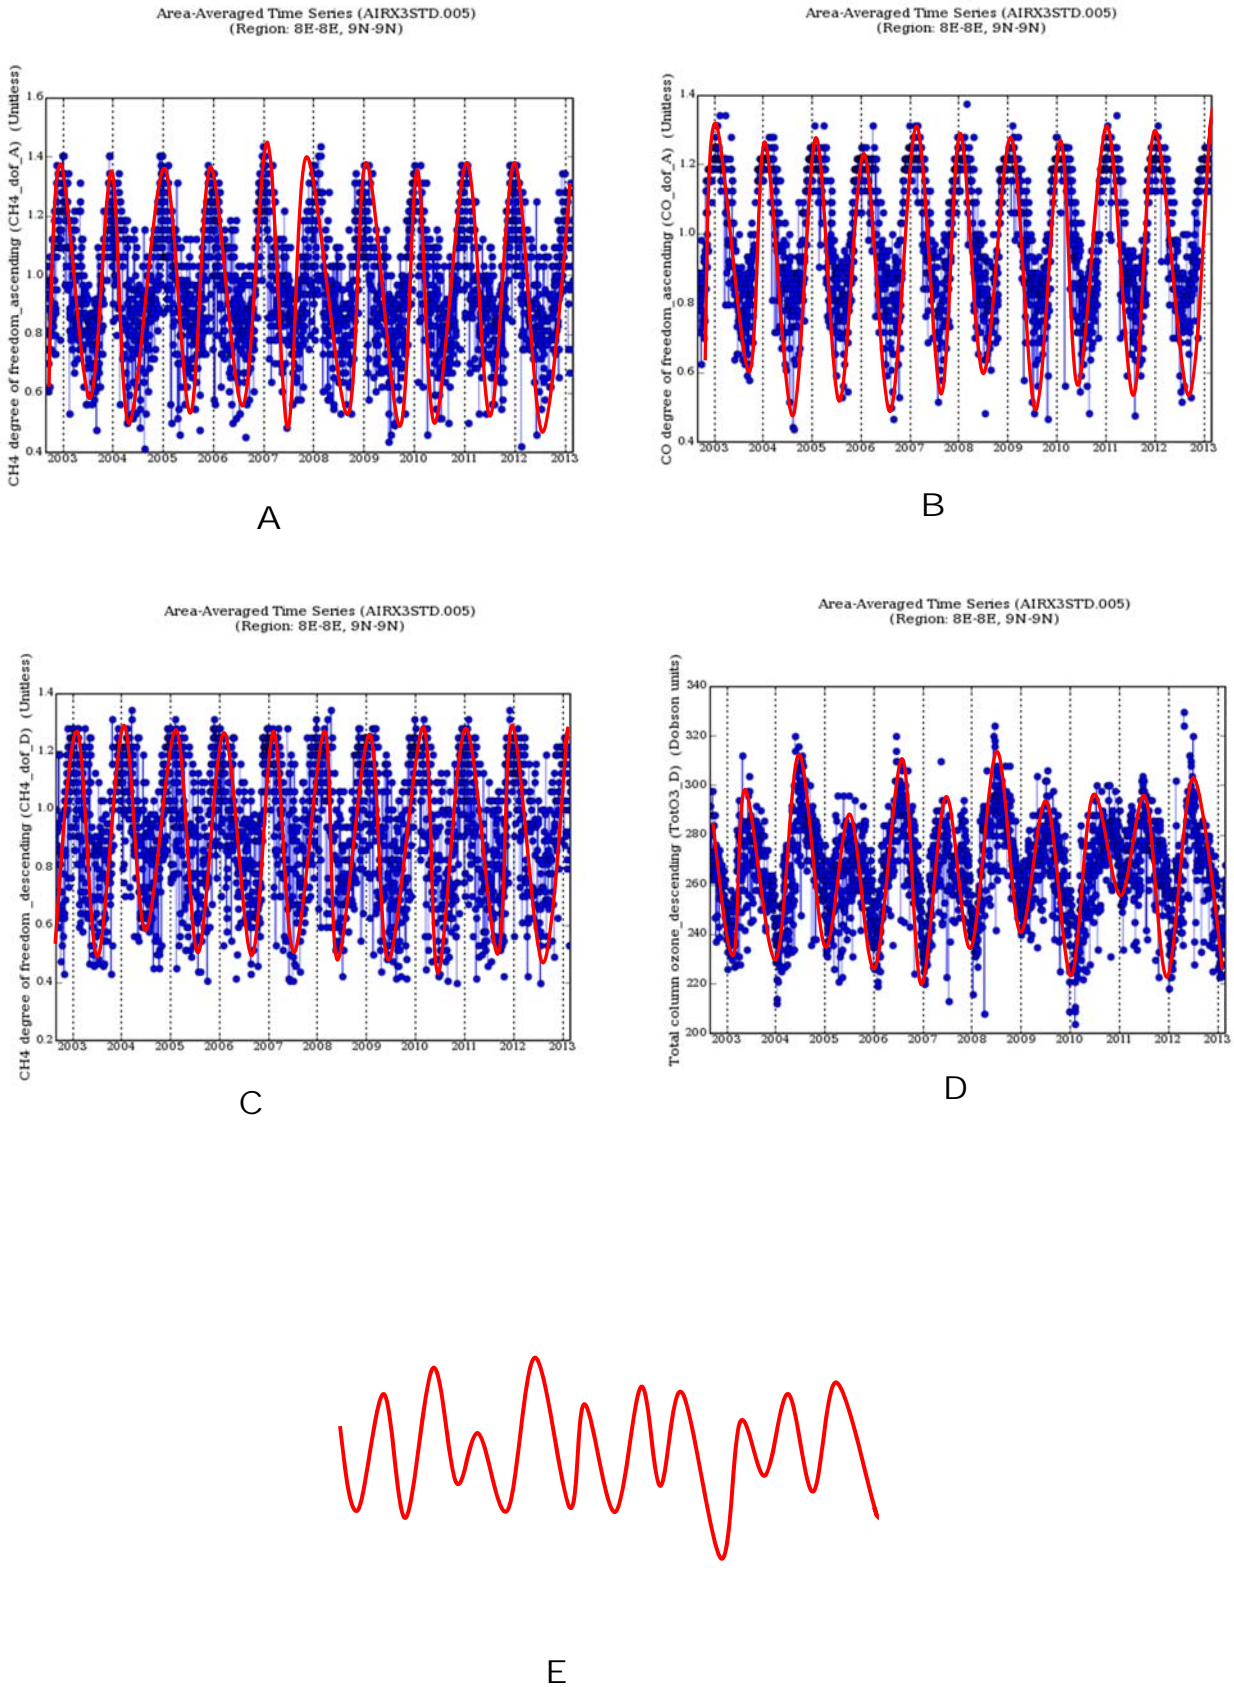 Area-Averaged Time Series (AIRX3STD.005)
(Region: 8E-8E, 9N-9N)
CH4 degree of freedom_ascending (CH4_dof_A) (Unitless)
1.6
1.4
1.2
1.0
0.8
0.6
0.4
2003 2004 2005 2006 2007 2008 2009 2010 2011 2012 2013
A
Area-Averaged Time Series (AIRX3STD.005)
(Region: 8E-8E, 9N-9N)
CO degree of freedom_ascending (CO_dof_A) (Unitless)
1.4
1.2
1.0
0.8
0.6
0.4
2003 2004 2005 2006 2007 2008 2009 2010 2011 2012 2013
B
Area-Averaged Time Series (AIRX3STD.005)
(Region: 8E-8E, 9N-9N)
CH4 degree of freedom_descending (CH4_dof_D) (Unitless)
1.4
1.2
1.0
0.8
0.6
0.4
0.2
2003 2004 2005 2006 2007 2008 2009 2010 2011 2012 2013
C
Area-Averaged Time Series (AIRX3STD.005)
(Region: 8E-8E, 9N-9N)
Total column ozone_descending (TotO3_D) (Dobson units)
340
320
300
280
260
240
220
200
2003 2004 2005 2006 2007 2008 2009 2010 2011 2012 2013
D
E